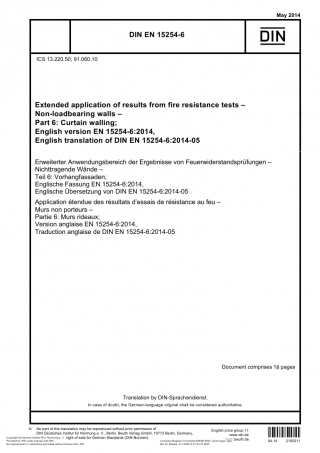 May 2014
DIN EN 15254-6
DIN
ICS 13.220.50; 91.060.10
Extended application of results from fire resistance tests –
Non-loadbearing walls –
Part 6: Curtain walling;
English version EN 15254-6:2014,
English translation of DIN EN 15254-6:2014-05
Erweiterter Anwendungsbereich der Ergebnisse von Feuerwiderstandsprüfungen –
Nichttragende Wände –
Teil 6: Vorhangfassaden;
Englische Fassung EN 15254-6:2014,
Englische Übersetzung von DIN EN 15254-6:2014-05
Application étendue des résultats d'essais de résistance au feu –
Murs non porteurs –
Partie 6: Murs rideaux;
Version anglaise EN 15254-6:2014,
Traduction anglaise de DIN EN 15254-6:2014-05
Document comprises 18 pages
Translation by DIN-Sprachendienst.
In case of doubt, the German-language original shall be considered authoritative.
© No part of this translation may be reproduced without prior permission of
DIN Deutsches Institut für Normung e. V., Berlin. Beuth Verlag GmbH, 10772 Berlin, Germany,
right of sale for German Standards (DIN-Normen).
English price group 11
www.din.de
www.beuth.de
04.14